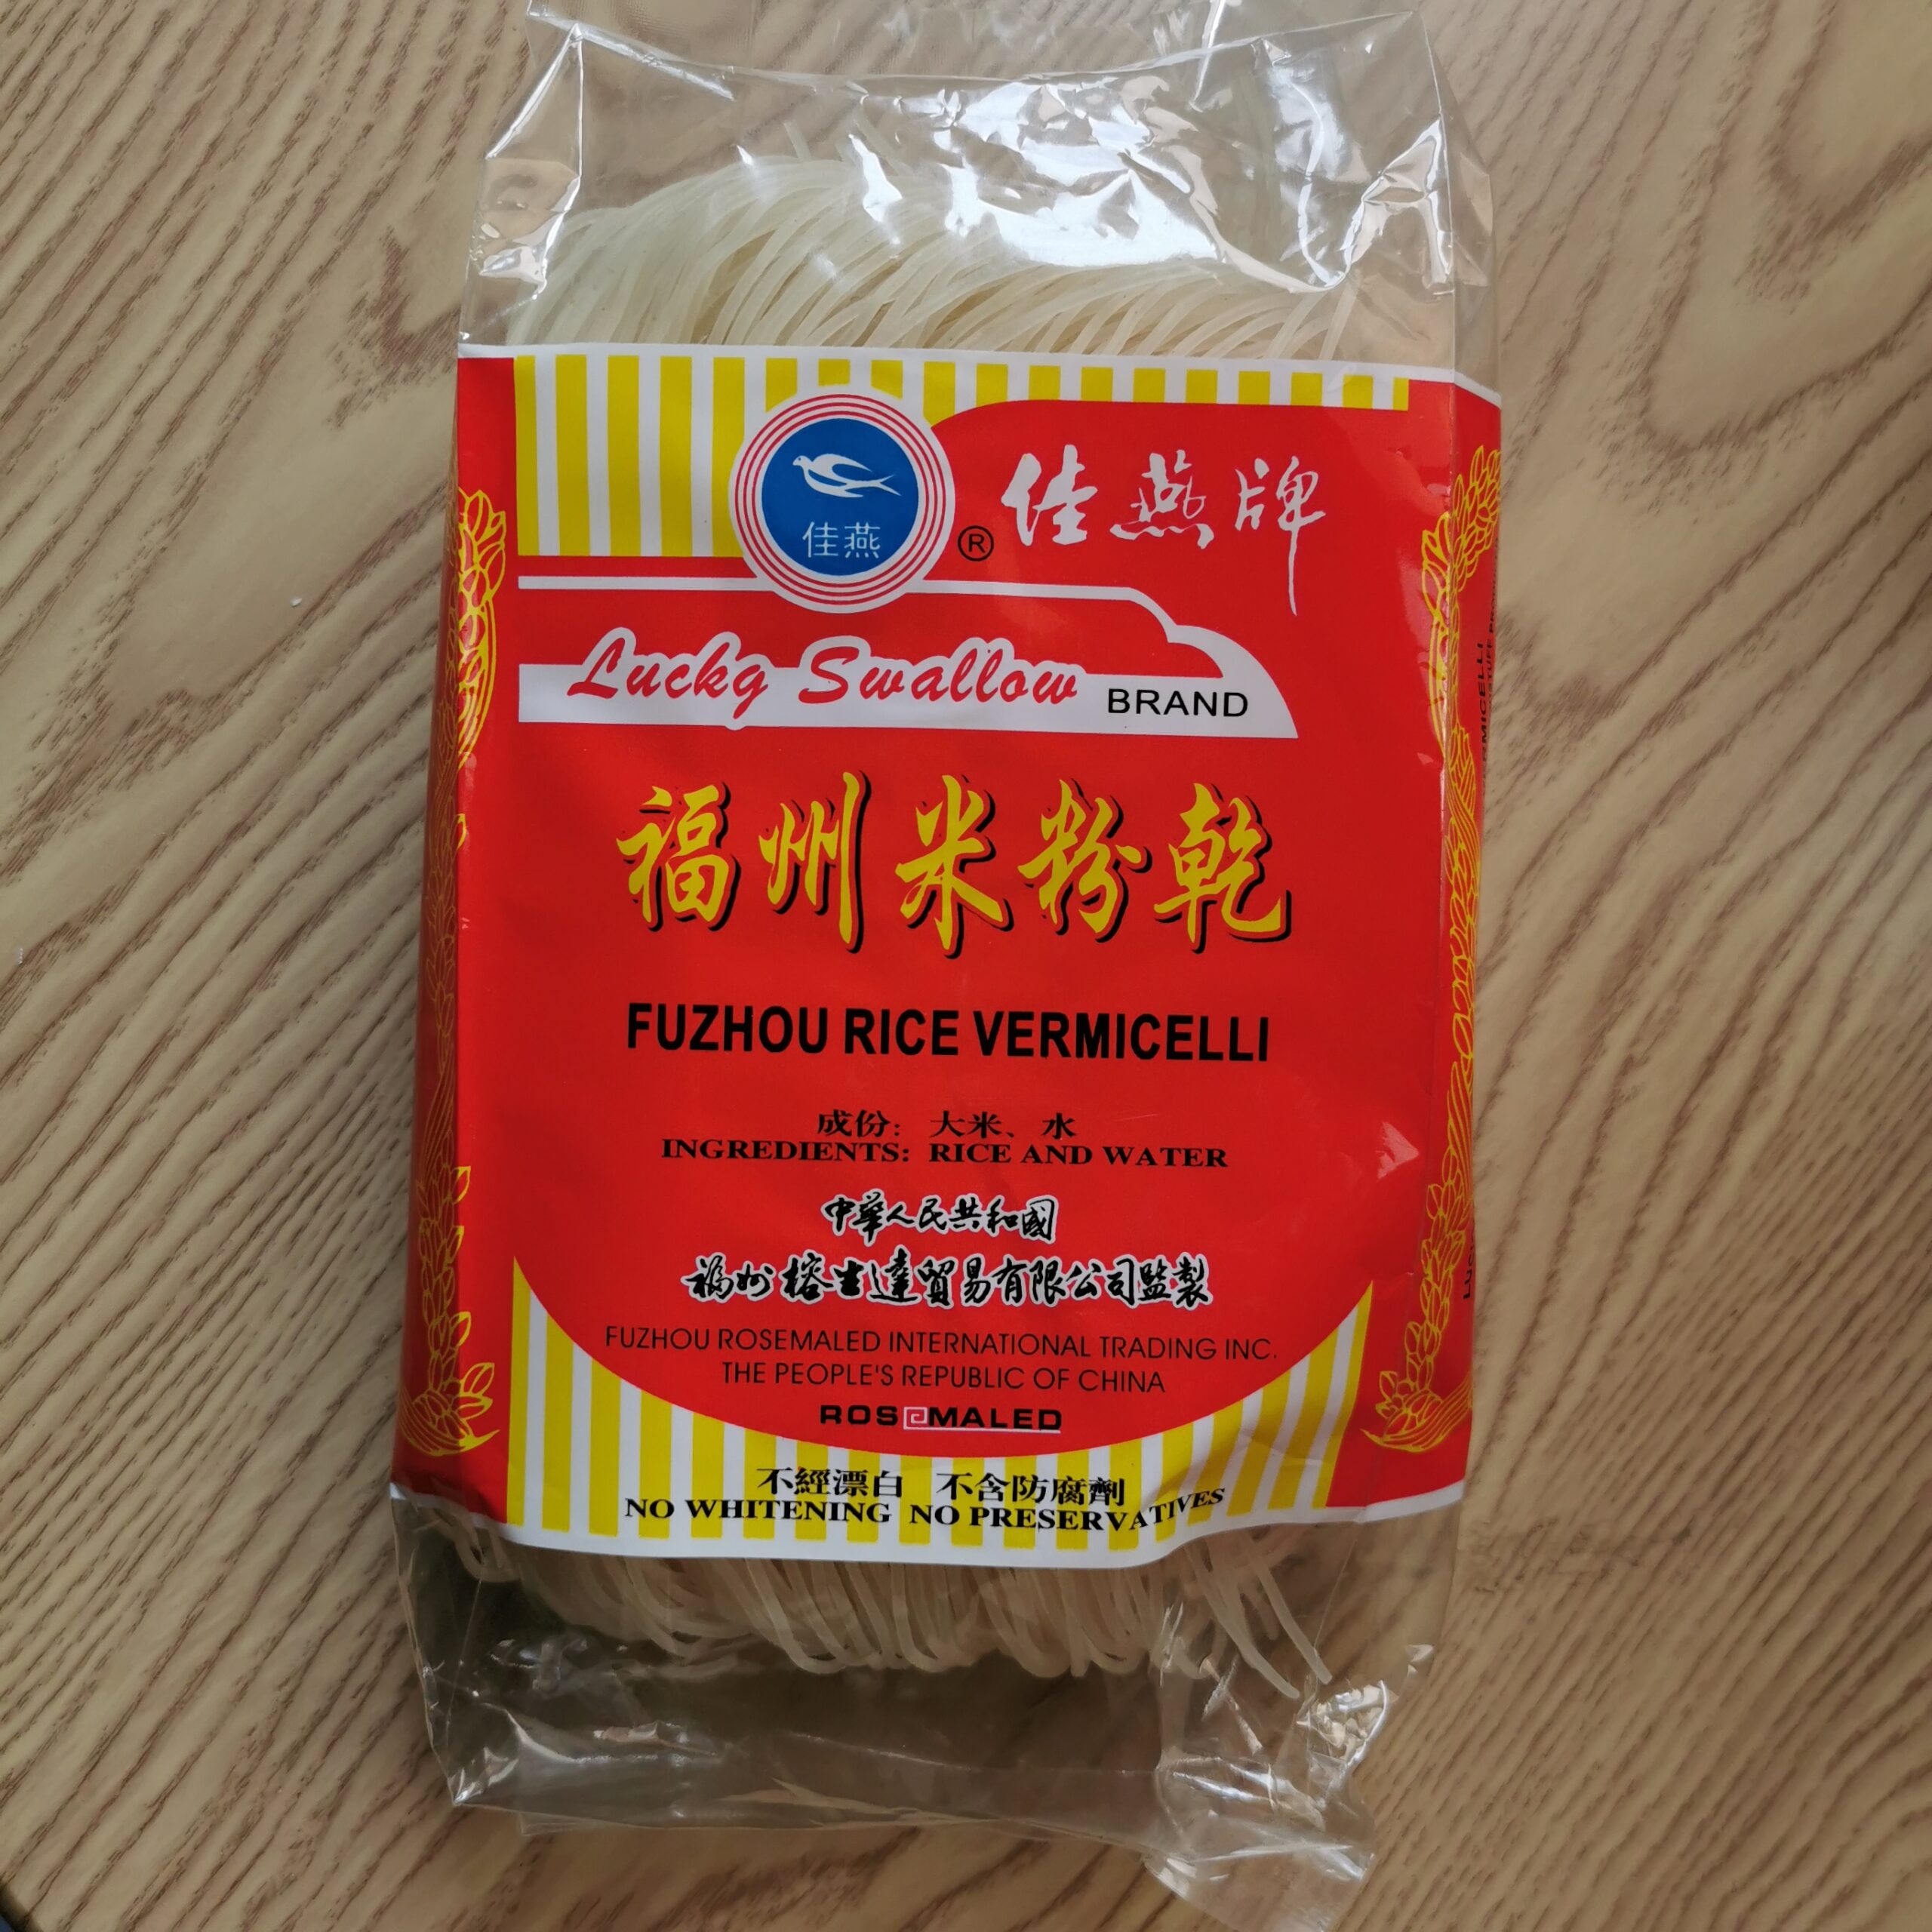 佳燕
®
佳燕牌
Lucky Swallow BRAND
福州米粉乾
FUZHOU RICE VERMICELLI
成份：大米、水
INGREDIENTS: RICE AND WATER
中華人民共和國
福州榕生達貿易有限公司監製
FUZHOU ROSEMALED INTERNATIONAL TRADING INC.
THE PEOPLE'S REPUBLIC OF CHINA
ROSEMALED
不經漂白 不含防腐劑
NO WHITENING NO PRESERVATIVES